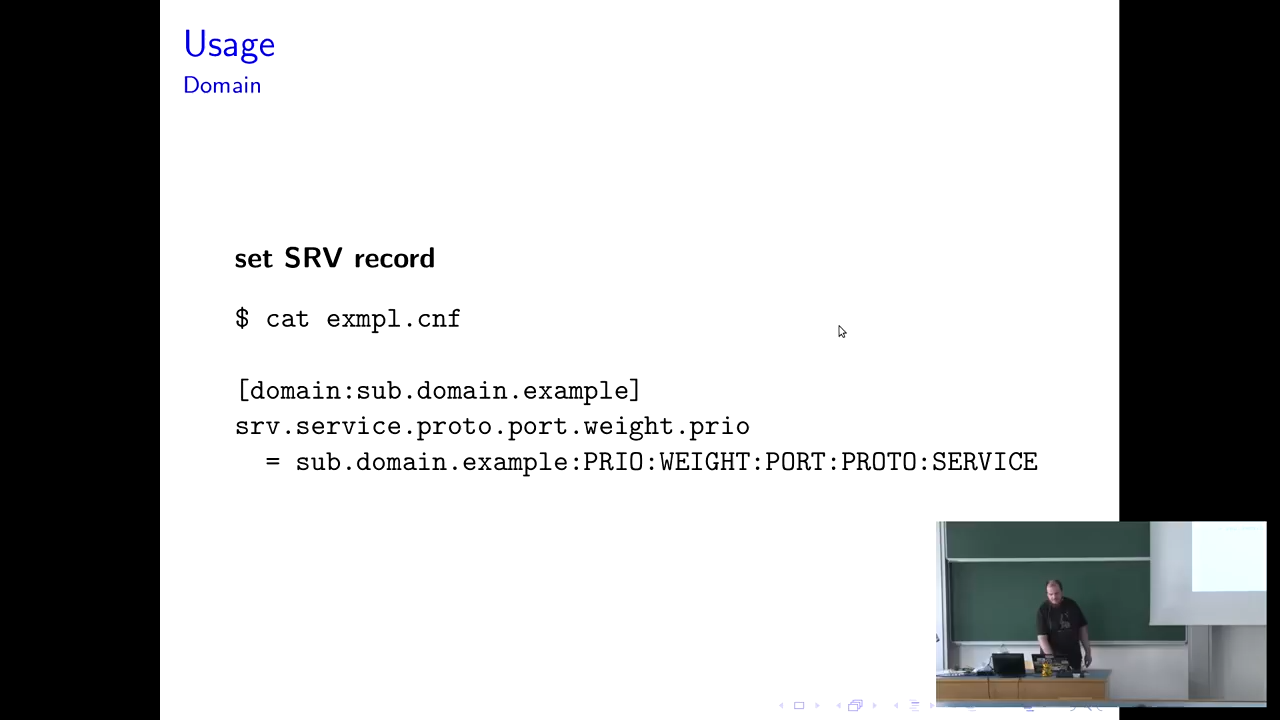 Usage
Domain
set SRV record
$ cat exmpl.cnf
[domain:sub.domain.example]
srv.service.proto.port.weight.prio
= sub.domain.example:PRIO:WEIGHT:PORT:PROTO:SERVICE